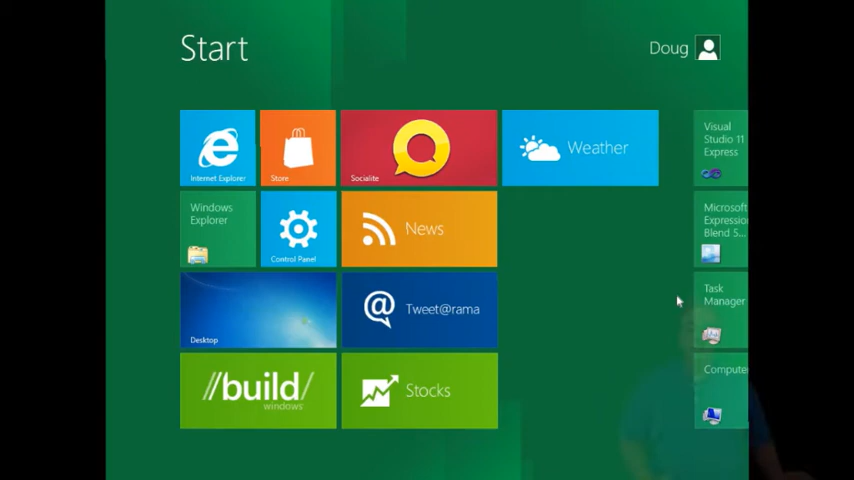 Start
Doug
Internet Explorer
Store
Socialite
Weather
Visual
Studio 11
Express
Windows
Explorer
Control Panel
News
Microsoft
Expression
Blend 5...
Desktop
Tweet@rama
Task
Manager
//build/
windows
Stocks
Compute